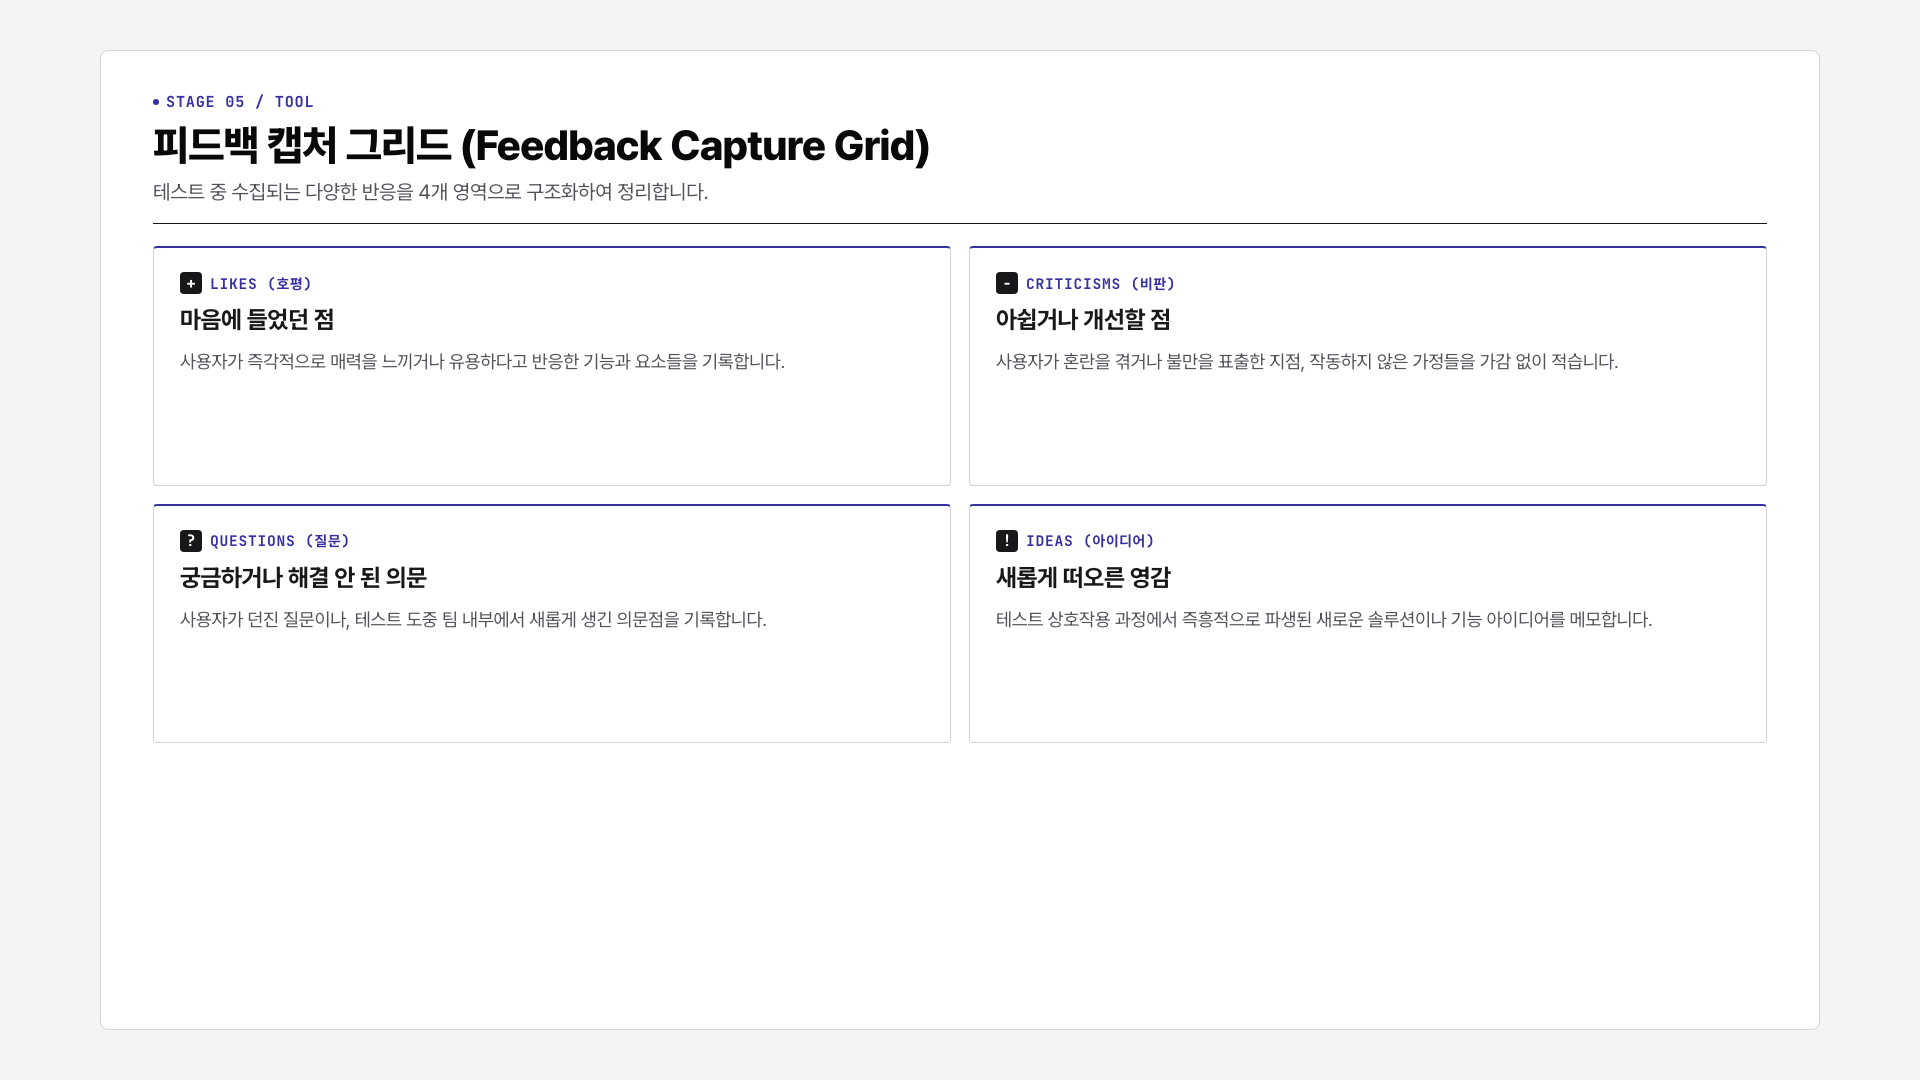 • STAGE 05 / TOOL
피드백 캡처 그리드 (Feedback Capture Grid)
테스트 중 수집되는 다양한 반응을 4개 영역으로 구조화하여 정리합니다.
+ LIKES (호평)
마음에 들었던 점
사용자가 즉각적으로 매력을 느끼거나 유용하다고 반응한 기능과 요소들을 기록합니다.
- CRITICISMS (비판)
아쉽거나 개선할 점
사용자가 혼란을 겪거나 불만을 표출한 지점, 작동하지 않은 가정들을 가감 없이 적습니다.
? QUESTIONS (질문)
궁금하거나 해결 안 된 의문
사용자가 던진 질문이나, 테스트 도중 팀 내부에서 새롭게 생긴 의문점을 기록합니다.
! IDEAS (아이디어)
새롭게 떠오른 영감
테스트 상호작용 과정에서 즉흥적으로 파생된 새로운 솔루션이나 기능 아이디어를 메모합니다.